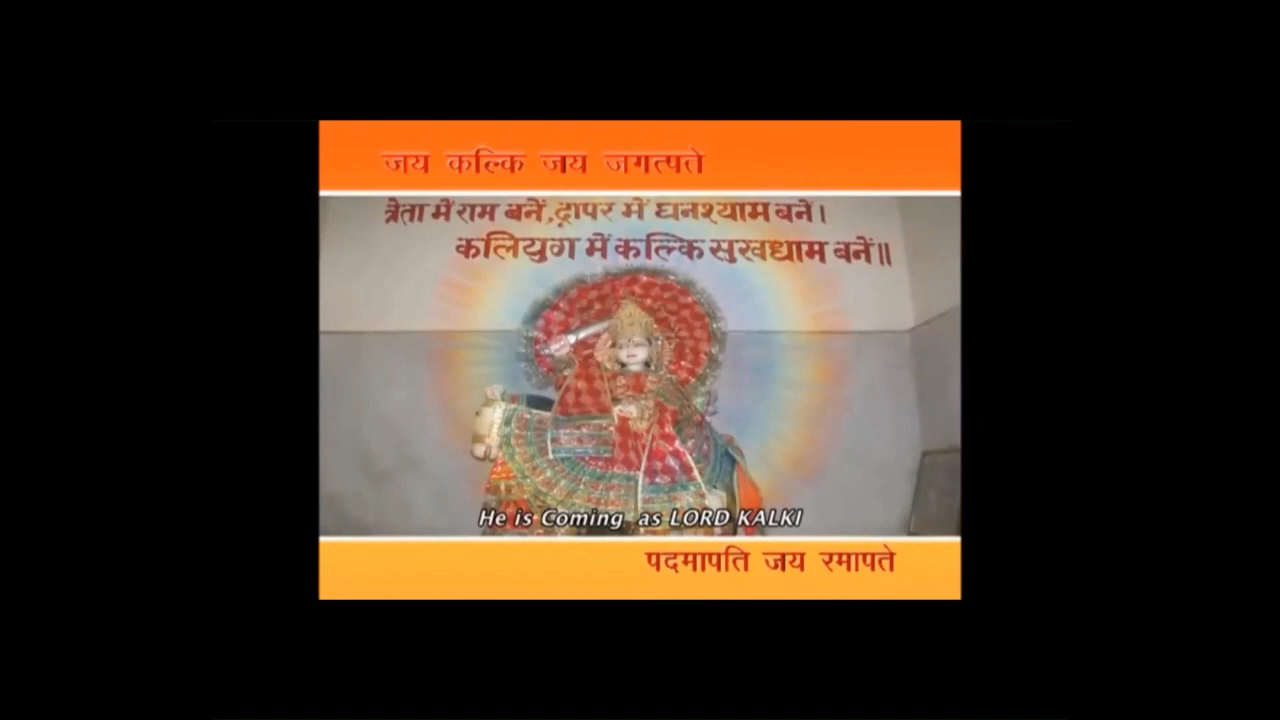 जय कल्कि जय जगत्पते
त्रेता में राम बनें,द्वापर में घनश्याम बनें।
कलियुग में कल्कि सुखधाम बनें॥
He is Coming as LORD KALKI
पदमापति जय रमापते